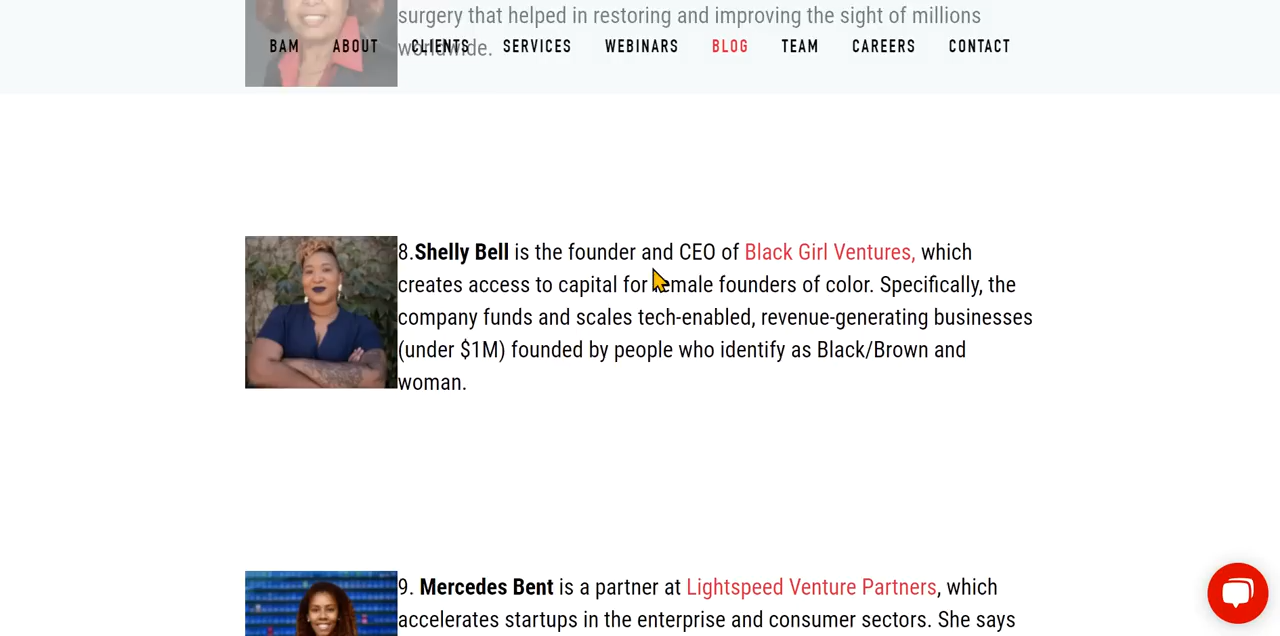 surgery that helped in restoring and improving the sight of millions
worldwide.
BAM ABOUT CLIENTS SERVICES WEBINARS BLOG TEAM CAREERS CONTACT
8.Shelly Bell is the founder and CEO of Black Girl Ventures, which
creates access to capital for female founders of color. Specifically, the
company funds and scales tech-enabled, revenue-generating businesses
(under $1M) founded by people who identify as Black/Brown and
woman.
9. Mercedes Bent is a partner at Lightspeed Venture Partners, which
accelerates startups in the enterprise and consumer sectors. She says